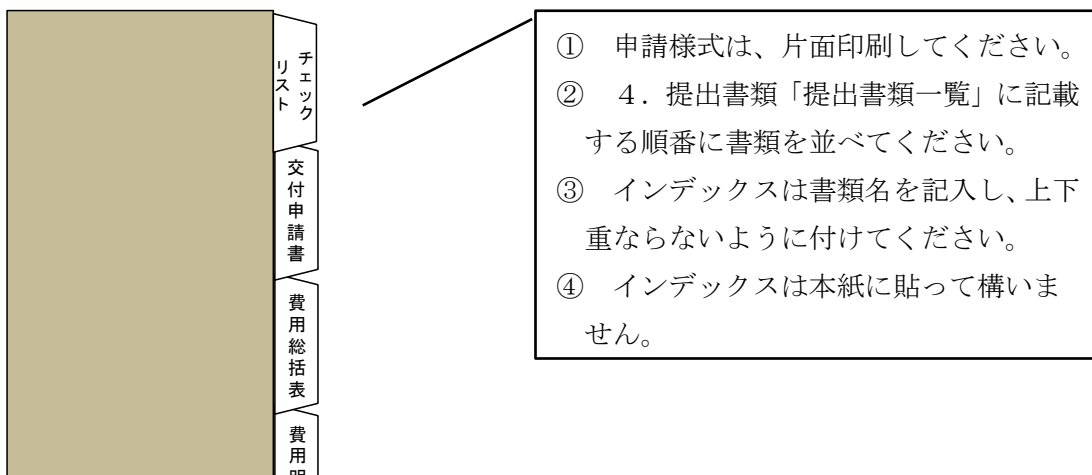 チェック
リスト
交付申請書
費用総括表
費用
① 申請様式は、片面印刷してください。
② 4．提出書類「提出書類一覧」に記載
する順番に書類を並べてください。
③ インデックスは書類名を記入し、上下
重ならないように付けてください。
④ インデックスは本紙に貼って構いま
せん。